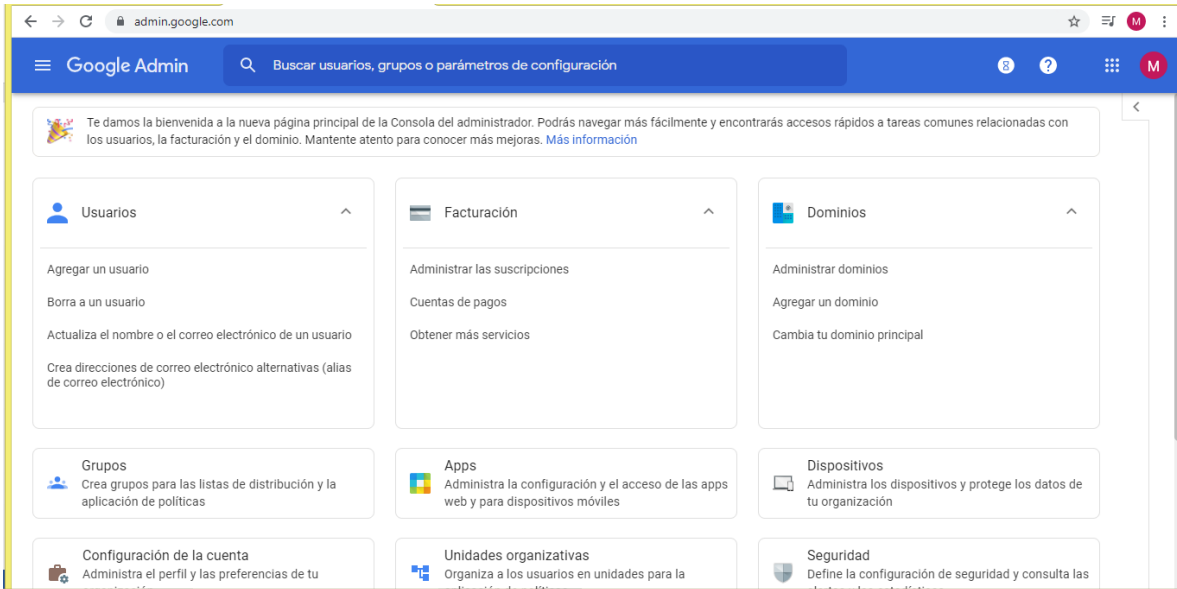 admin.google.com
M
Google Admin
Buscar usuarios, grupos o parámetros de configuración
8
?
M
Te damos la bienvenida a la nueva página principal de la Consola del administrador. Podrás navegar más fácilmente y encontrarás accesos rápidos a tareas comunes relacionadas con
los usuarios, la facturación y el dominio. Mantente atento para conocer más mejoras. Más información
Usuarios
Agregar un usuario
Borra a un usuario
Actualiza el nombre o el correo electrónico de un usuario
Crea direcciones de correo electrónico alternativas (alias
de correo electrónico)
Facturación
Administrar las suscripciones
Cuentas de pagos
Obtener más servicios
Dominios
Administrar dominios
Agregar un dominio
Cambia tu dominio principal
Grupos
Crea grupos para las listas de distribución y la
aplicación de políticas
Apps
Administra la configuración y el acceso de las apps
web y para dispositivos móviles
Dispositivos
Administra los dispositivos y protege los datos de
tu organización
Configuración de la cuenta
Administra el perfil y las preferencias de tu
Unidades organizativas
Organiza a los usuarios en unidades para la
Seguridad
Define la configuración de seguridad y consulta las